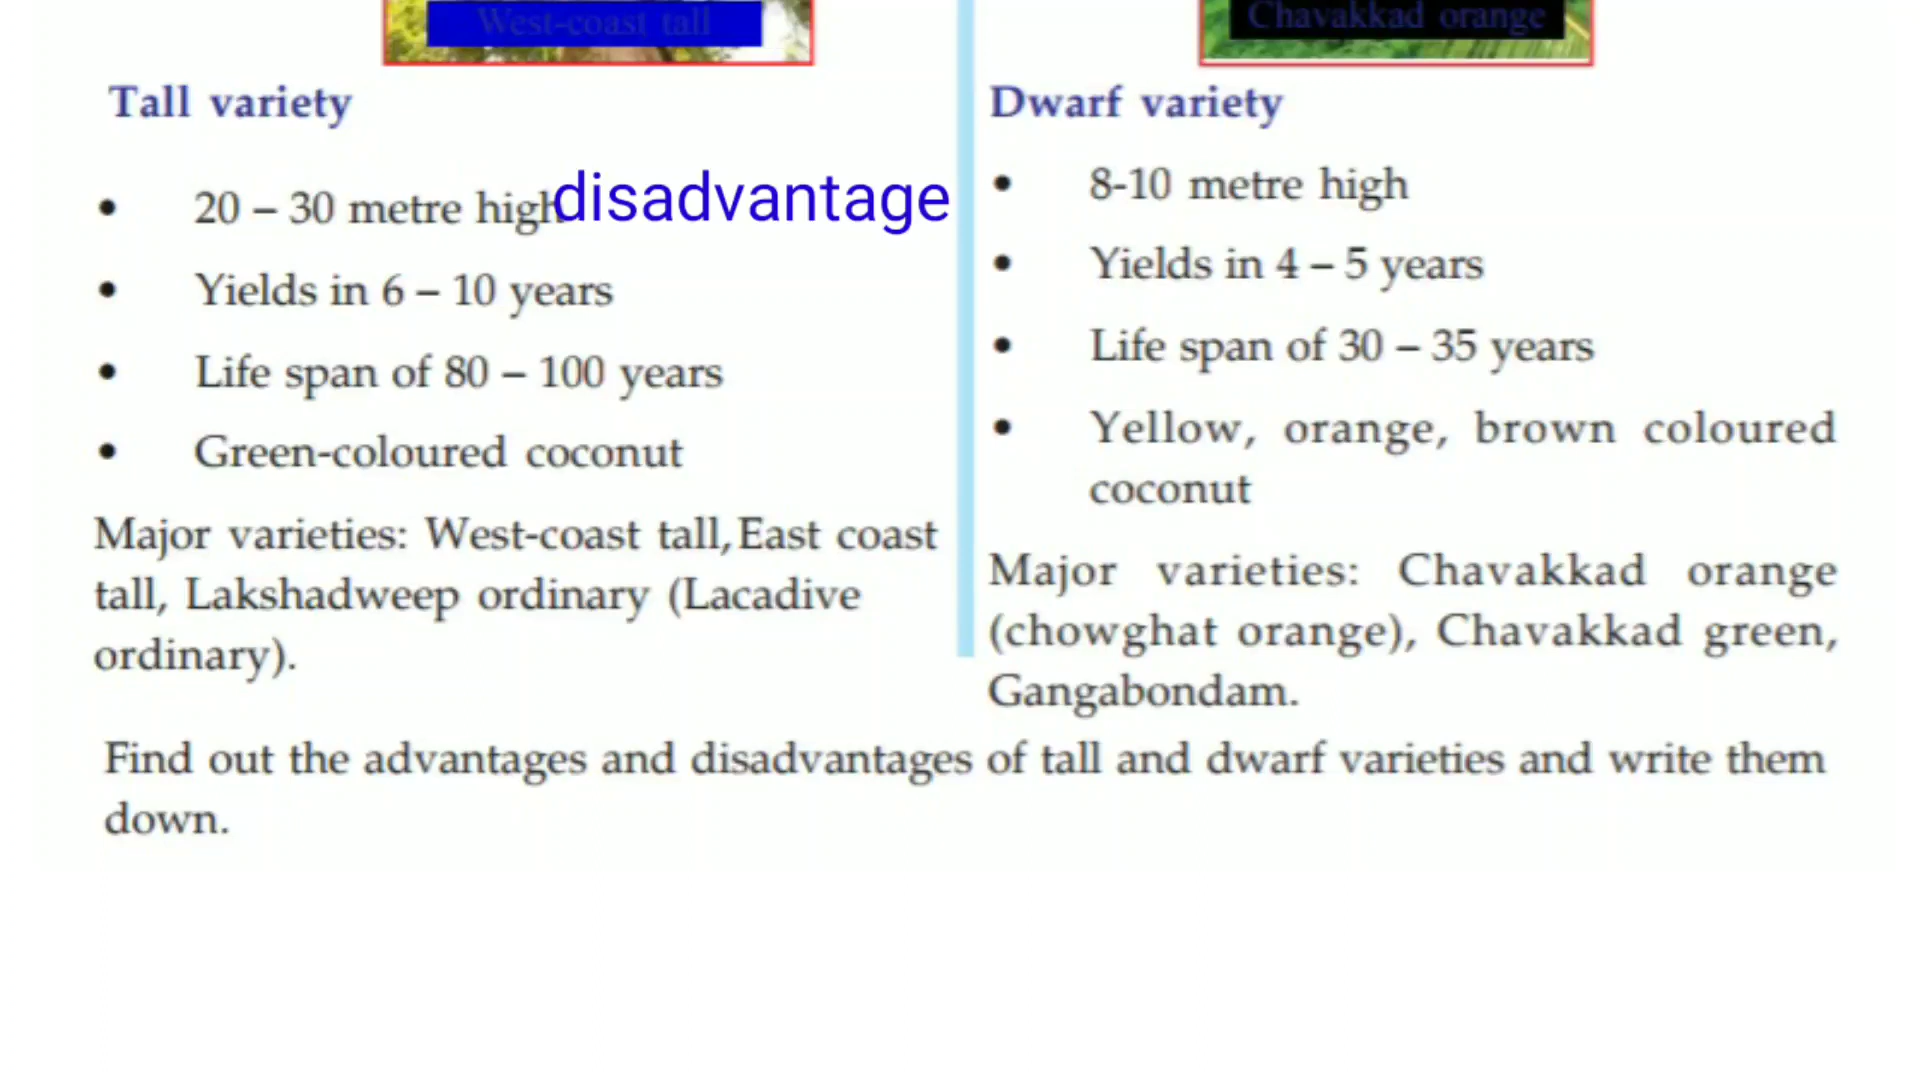 West-coast tall
Tall variety
• 20 – 30 metre high disadvantage
• Yields in 6 – 10 years
• Life span of 80 – 100 years
• Green-coloured coconut
Major varieties: West-coast tall, East coast
tall, Lakshadweep ordinary (Lacadive
ordinary).
Chavakkad orange
Dwarf variety
• 8-10 metre high
• Yields in 4 – 5 years
• Life span of 30 – 35 years
• Yellow, orange, brown coloured
coconut
Major varieties: Chavakkad orange
(chowghat orange), Chavakkad green,
Gangabondam.
Find out the advantages and disadvantages of tall and dwarf varieties and write them
down.